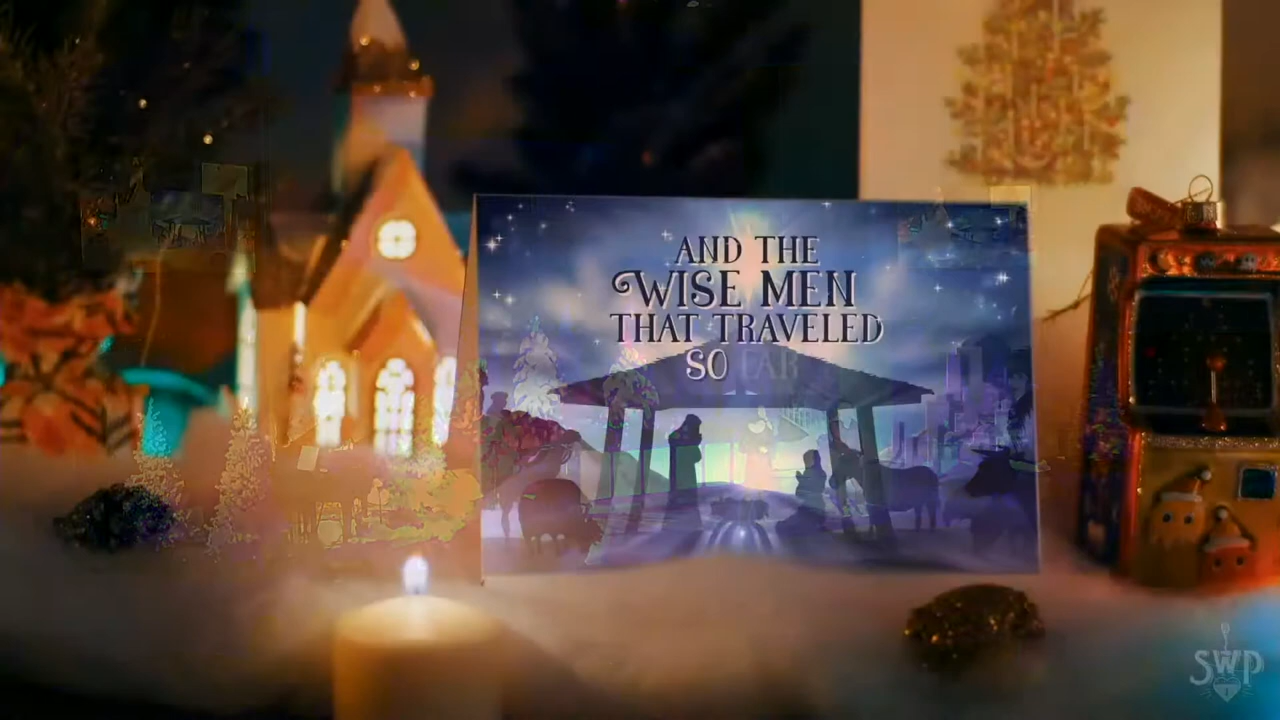 AND THE
WISE MEN
THAT TRAVELED
SO FAR
SWP